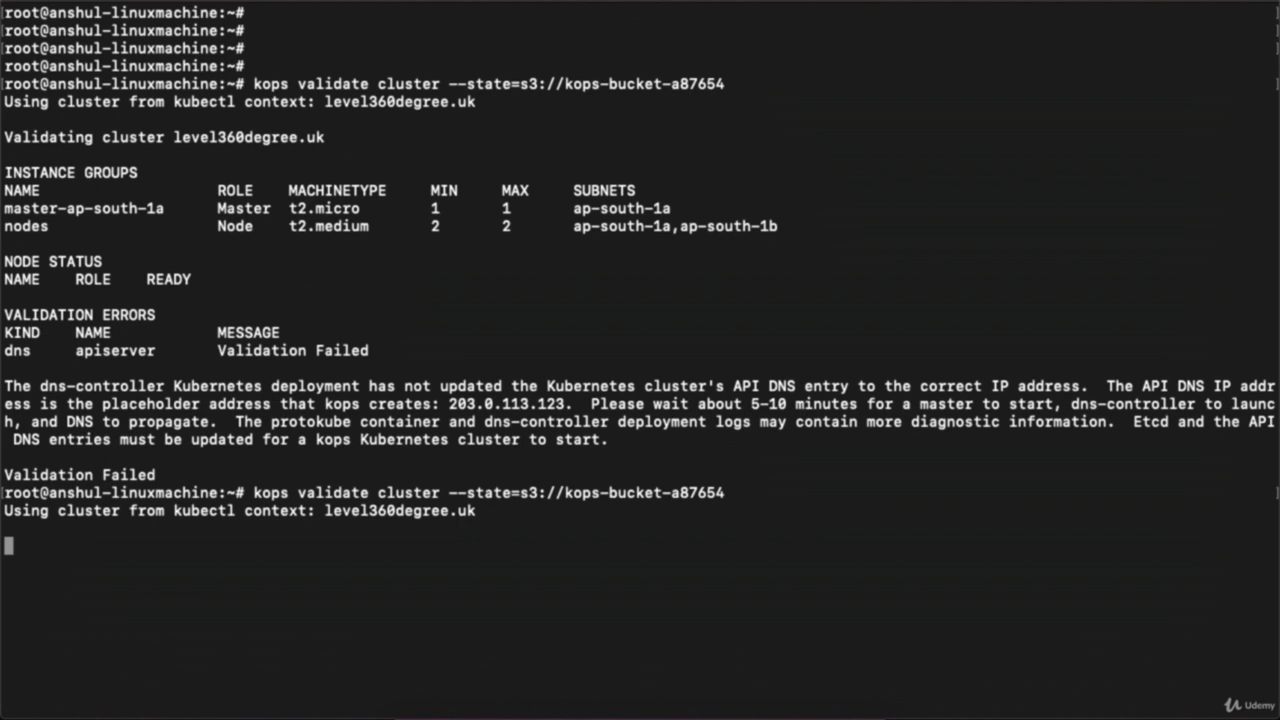 root@anshul-linuxmachine:~#
root@anshul-linuxmachine:~#
root@anshul-linuxmachine:~#
root@anshul-linuxmachine:~#
root@anshul-linuxmachine:~# kops validate cluster --state=s3://kops-bucket-a87654
Using cluster from kubectl context: level360degree.uk
Validating cluster level360degree.uk
INSTANCE GROUPS
NAME ROLE MACHINETYPE MIN MAX SUBNETS
master-ap-south-1a Master t2.micro 1 1 ap-south-1a
nodes Node t2.medium 2 2 ap-south-1a,ap-south-1b
NODE STATUS
NAME ROLE READY
VALIDATION ERRORS
KIND NAME MESSAGE
dns apiserver Validation Failed
The dns-controller Kubernetes deployment has not updated the Kubernetes cluster's API DNS entry to the correct IP address.  The API DNS IP addr
ess is the placeholder address that kops creates: 203.0.113.123.  Please wait about 5-10 minutes for a master to start, dns-controller to launc
h, and DNS to propagate.  The protokube container and dns-controller deployment logs may contain more diagnostic information.  Etcd and the API
DNS entries must be updated for a kops Kubernetes cluster to start.
Validation Failed
root@anshul-linuxmachine:~# kops validate cluster --state=s3://kops-bucket-a87654
Using cluster from kubectl context: level360degree.uk
Udemy